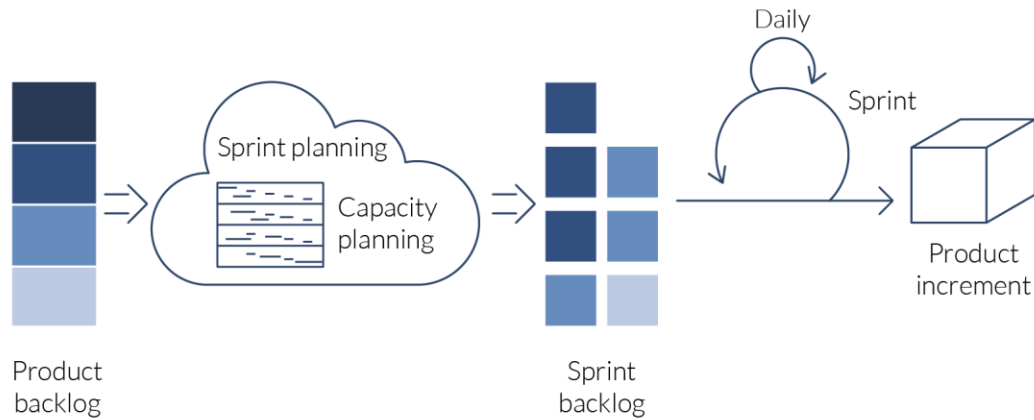 Daily
Sprint
Sprint planning
Capacity
planning
Product
increment
Product
backlog
Sprint
backlog